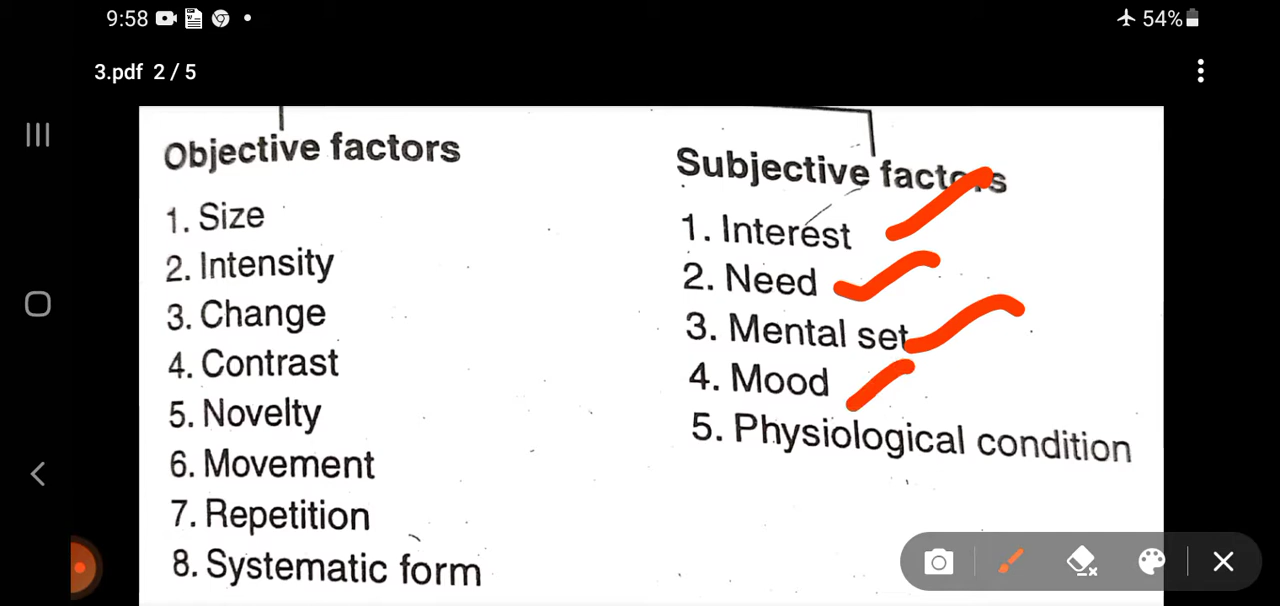 9:58
54%
3.pdf 2 / 5
Objective factors
1. Size
2. Intensity
3. Change
4. Contrast
5. Novelty
6. Movement
7. Repetition
8. Systematic form
Subjective factors
1. Interest
2. Need
3. Mental set
4. Mood
5. Physiological condition